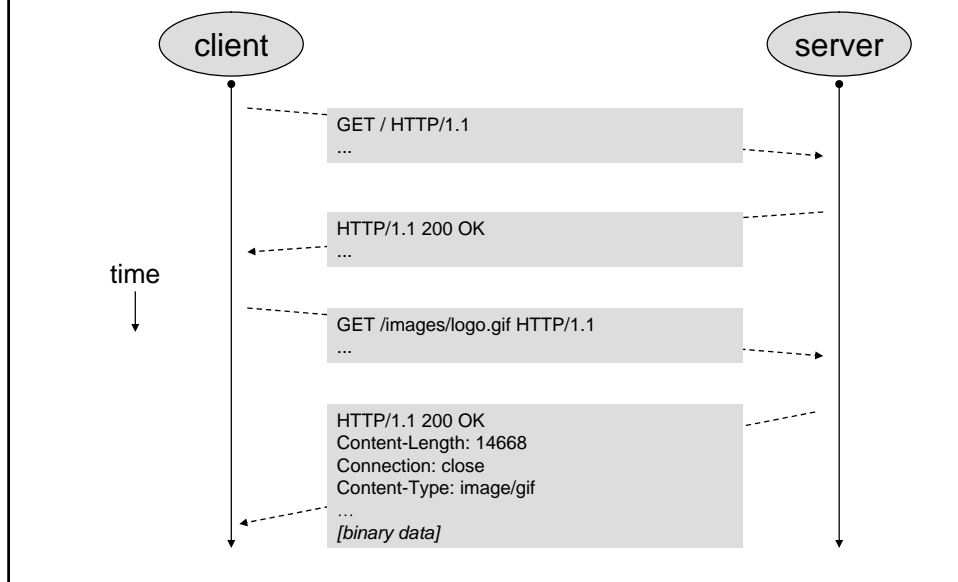 client
server
GET / HTTP/1.1
...
HTTP/1.1 200 OK
...
time
GET /images/logo.gif HTTP/1.1
...
HTTP/1.1 200 OK
Content-Length: 14668
Connection: close
Content-Type: image/gif
…
[binary data]